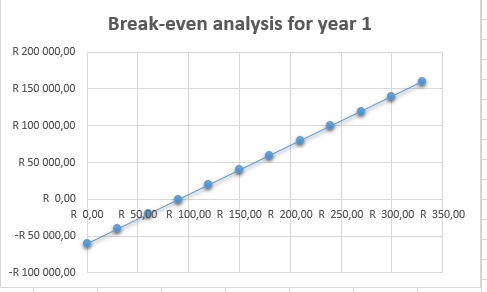 Break-even analysis for year 1
R 200 000,00
R 150 000,00
R 100 000,00
R 50 000,00
R 0,00
-R 50 000,00
-R 100 000,00
R 0,00 R 50,00 R 100,00 R 150,00 R 200,00 R 250,00 R 300,00 R 350,00